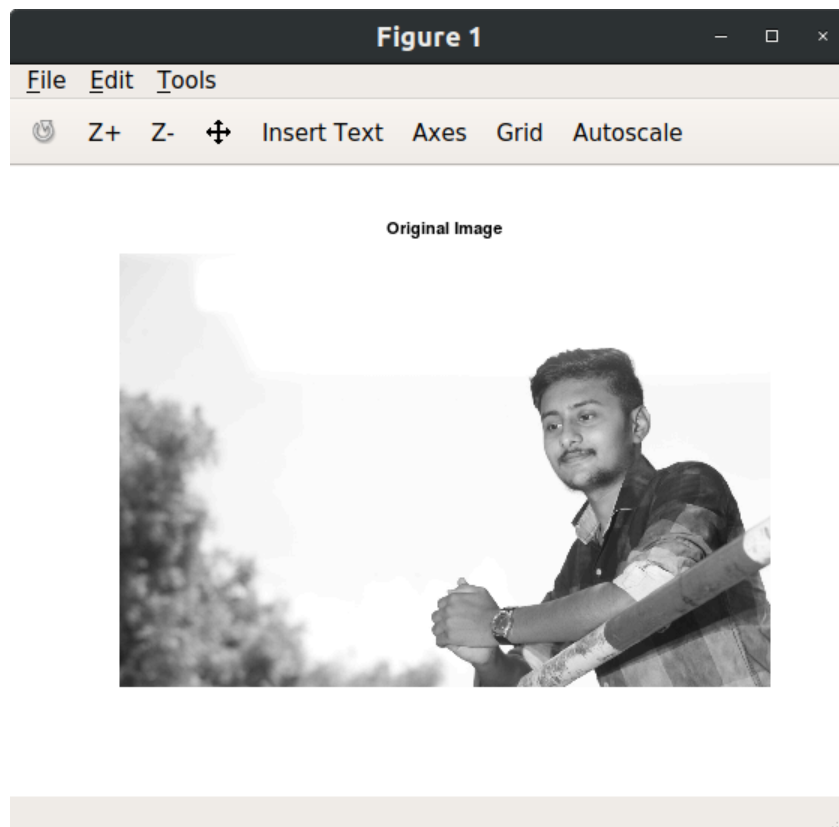 Figure 1
File Edit Tools
Z+ Z- Insert Text Axes Grid Autoscale
Original Image